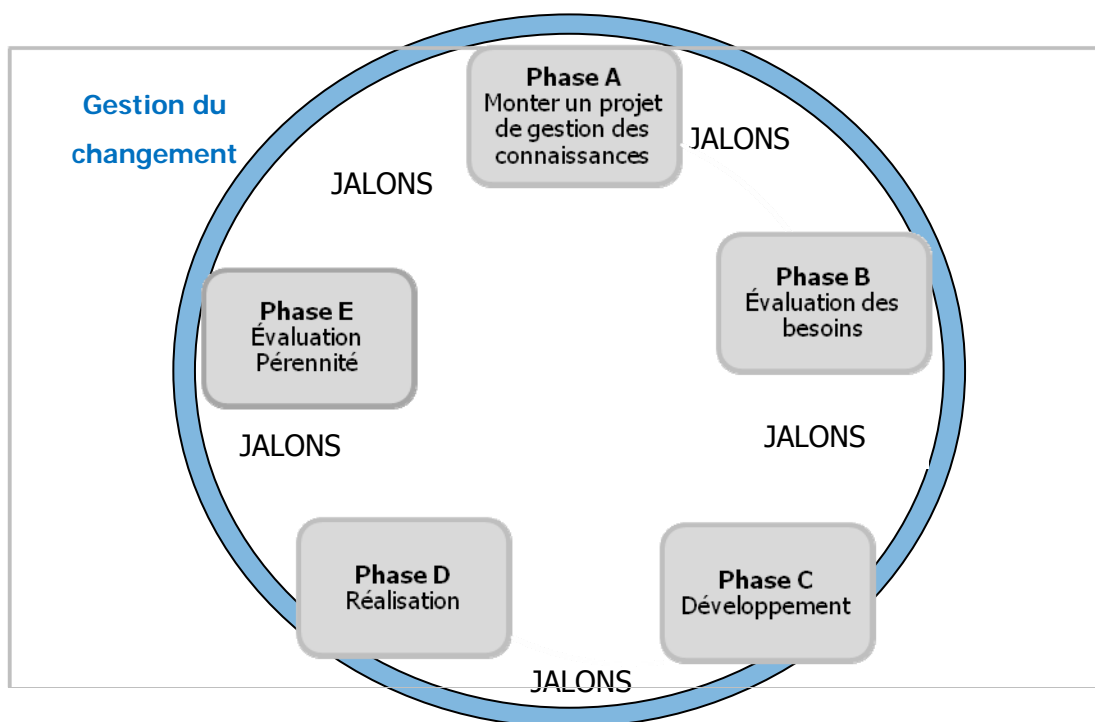 Gestion du
changement
Phase A
Monter un projet
de gestion des
connaissances
JALONS
JALONS
Phase B
Évaluation des
besoins
Phase E
Évaluation
Pérennité
JALONS
JALONS
Phase C
Développement
Phase D
Réalisation
JALONS